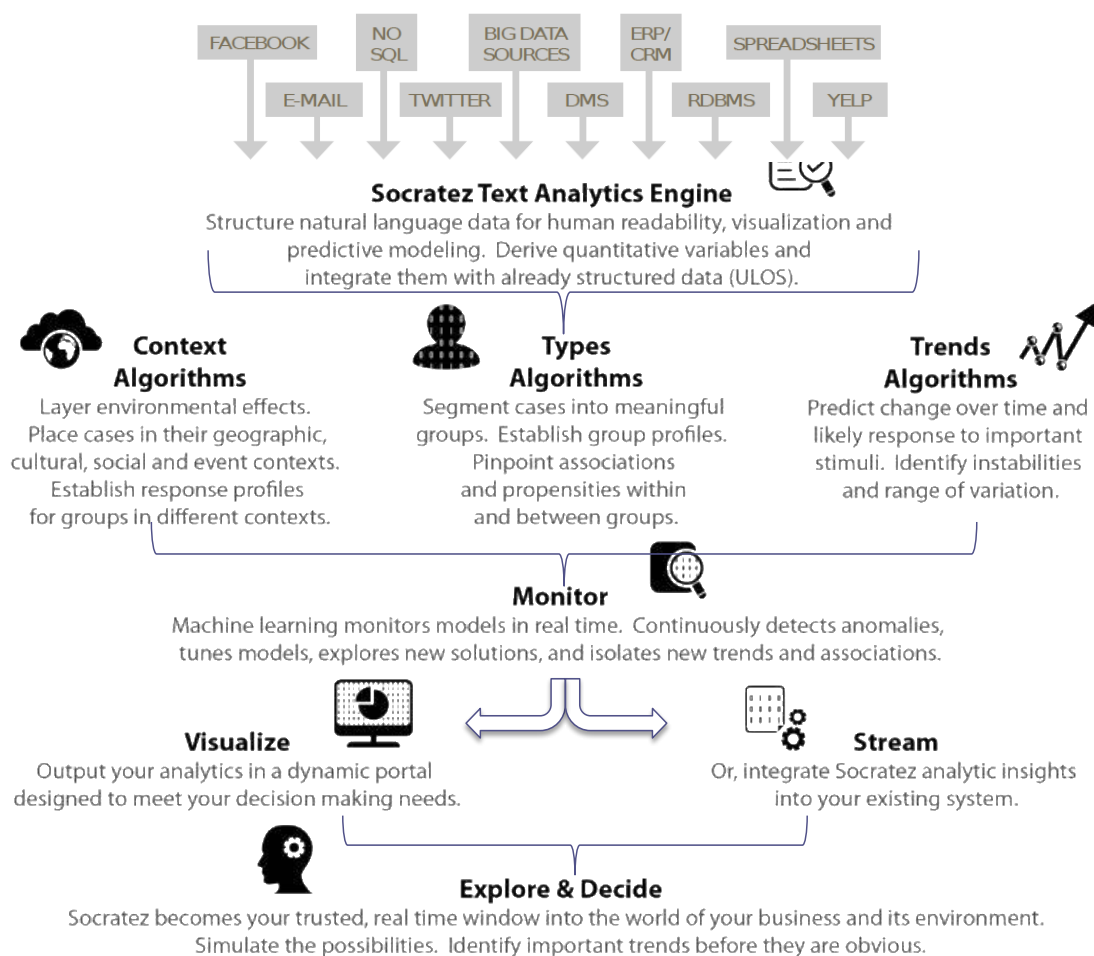 FACEBOOK
NO
SQL
BIG DATA
SOURCES
ERP/
CRM
SPREADSHEETS
E-MAIL
TWITTER
DMS
RDBMS
YELP
Socratez Text Analytics Engine
Structure natural language data for human readability, visualization and
predictive modeling.  Derive quantitative variables and
integrate them with already structured data (ULOS).
Context
Algorithms
Layer environmental effects.
Place cases in their geographic,
cultural, social and event contexts.
Establish response profiles
for groups in different contexts.
Types
Algorithms
Segment cases into meaningful
groups.  Establish group profiles.
Pinpoint associations
and propensities within
and between groups.
Trends
Algorithms
Predict change over time and
likely response to important
stimuli.  Identify instabilities
and range of variation.
Monitor
Machine learning monitors models in real time.  Continuously detects anomalies,
tunes models, explores new solutions, and isolates new trends and associations.
Visualize
Output your analytics in a dynamic portal
designed to meet your decision making needs.
Stream
Or, integrate Socratez analytic insights
into your existing system.
Explore & Decide
Socratez becomes your trusted, real time window into the world of your business and its environment.
Simulate the possibilities.  Identify important trends before they are obvious.